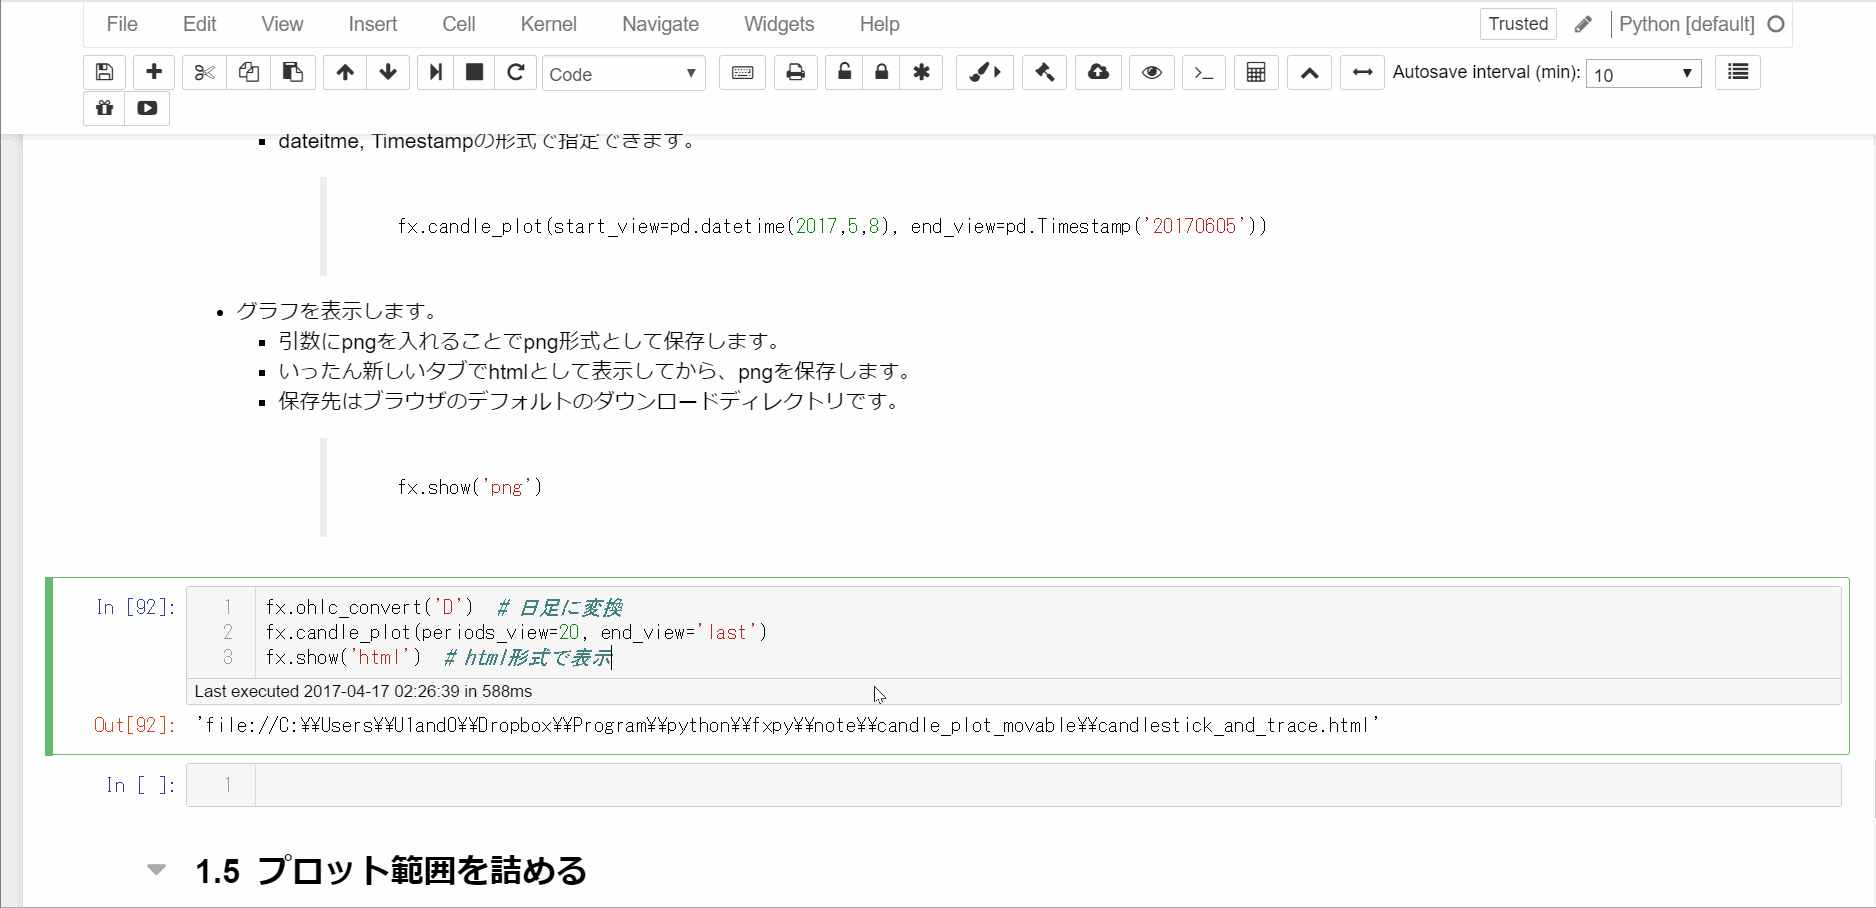 File Edit View Insert Cell Kernel Navigate Widgets Help Trusted Python [default]
Code Autosave interval (min): 10
dateitme, Timestampの形式で指定できます。
fx.candle_plot(start_view=pd.datetime(2017,5,8), end_view=pd.Timestamp('20170605'))
グラフを表示します。
引数にpngを入れることでpng形式として保存します。
いったん新しいタブでhtmlとして表示してから、pngを保存します。
保存先はブラウザのデフォルトのダウンロードディレクトリです。
fx.show('png')
In [92]: 1 fx.ohlc_convert('D') # 日足に変換
2 fx.candle_plot(periods_view=20, end_view='last')
3 fx.show('html') # html形式で表示
Last executed 2017-04-17 02:26:39 in 588ms
Out[92]: 'file://C:¥¥Users¥¥U1and0¥¥Dropbox¥¥Program¥¥python¥¥fxpy¥¥note¥¥candle_plot_movable¥¥candlestick_and_trace.html'
In [ ]: 1
1.5 プロット範囲を詰める